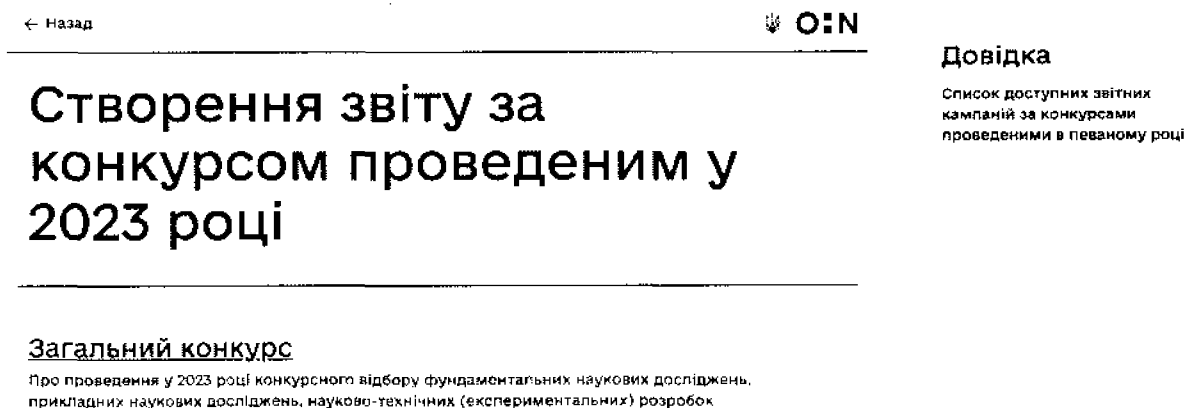 ← Назад
O:N
Створення звіту за
конкурсом проведеним у
2023 році
Загальний конкурс
Про проведення у 2023 році конкурсного відбору фундаментальних наукових досліджень,
прикладних наукових досліджень, науково-технічних (експериментальних) розробок
Довідка
Список доступних звітних
кампаній за конкурсами
проведеними в певаному році